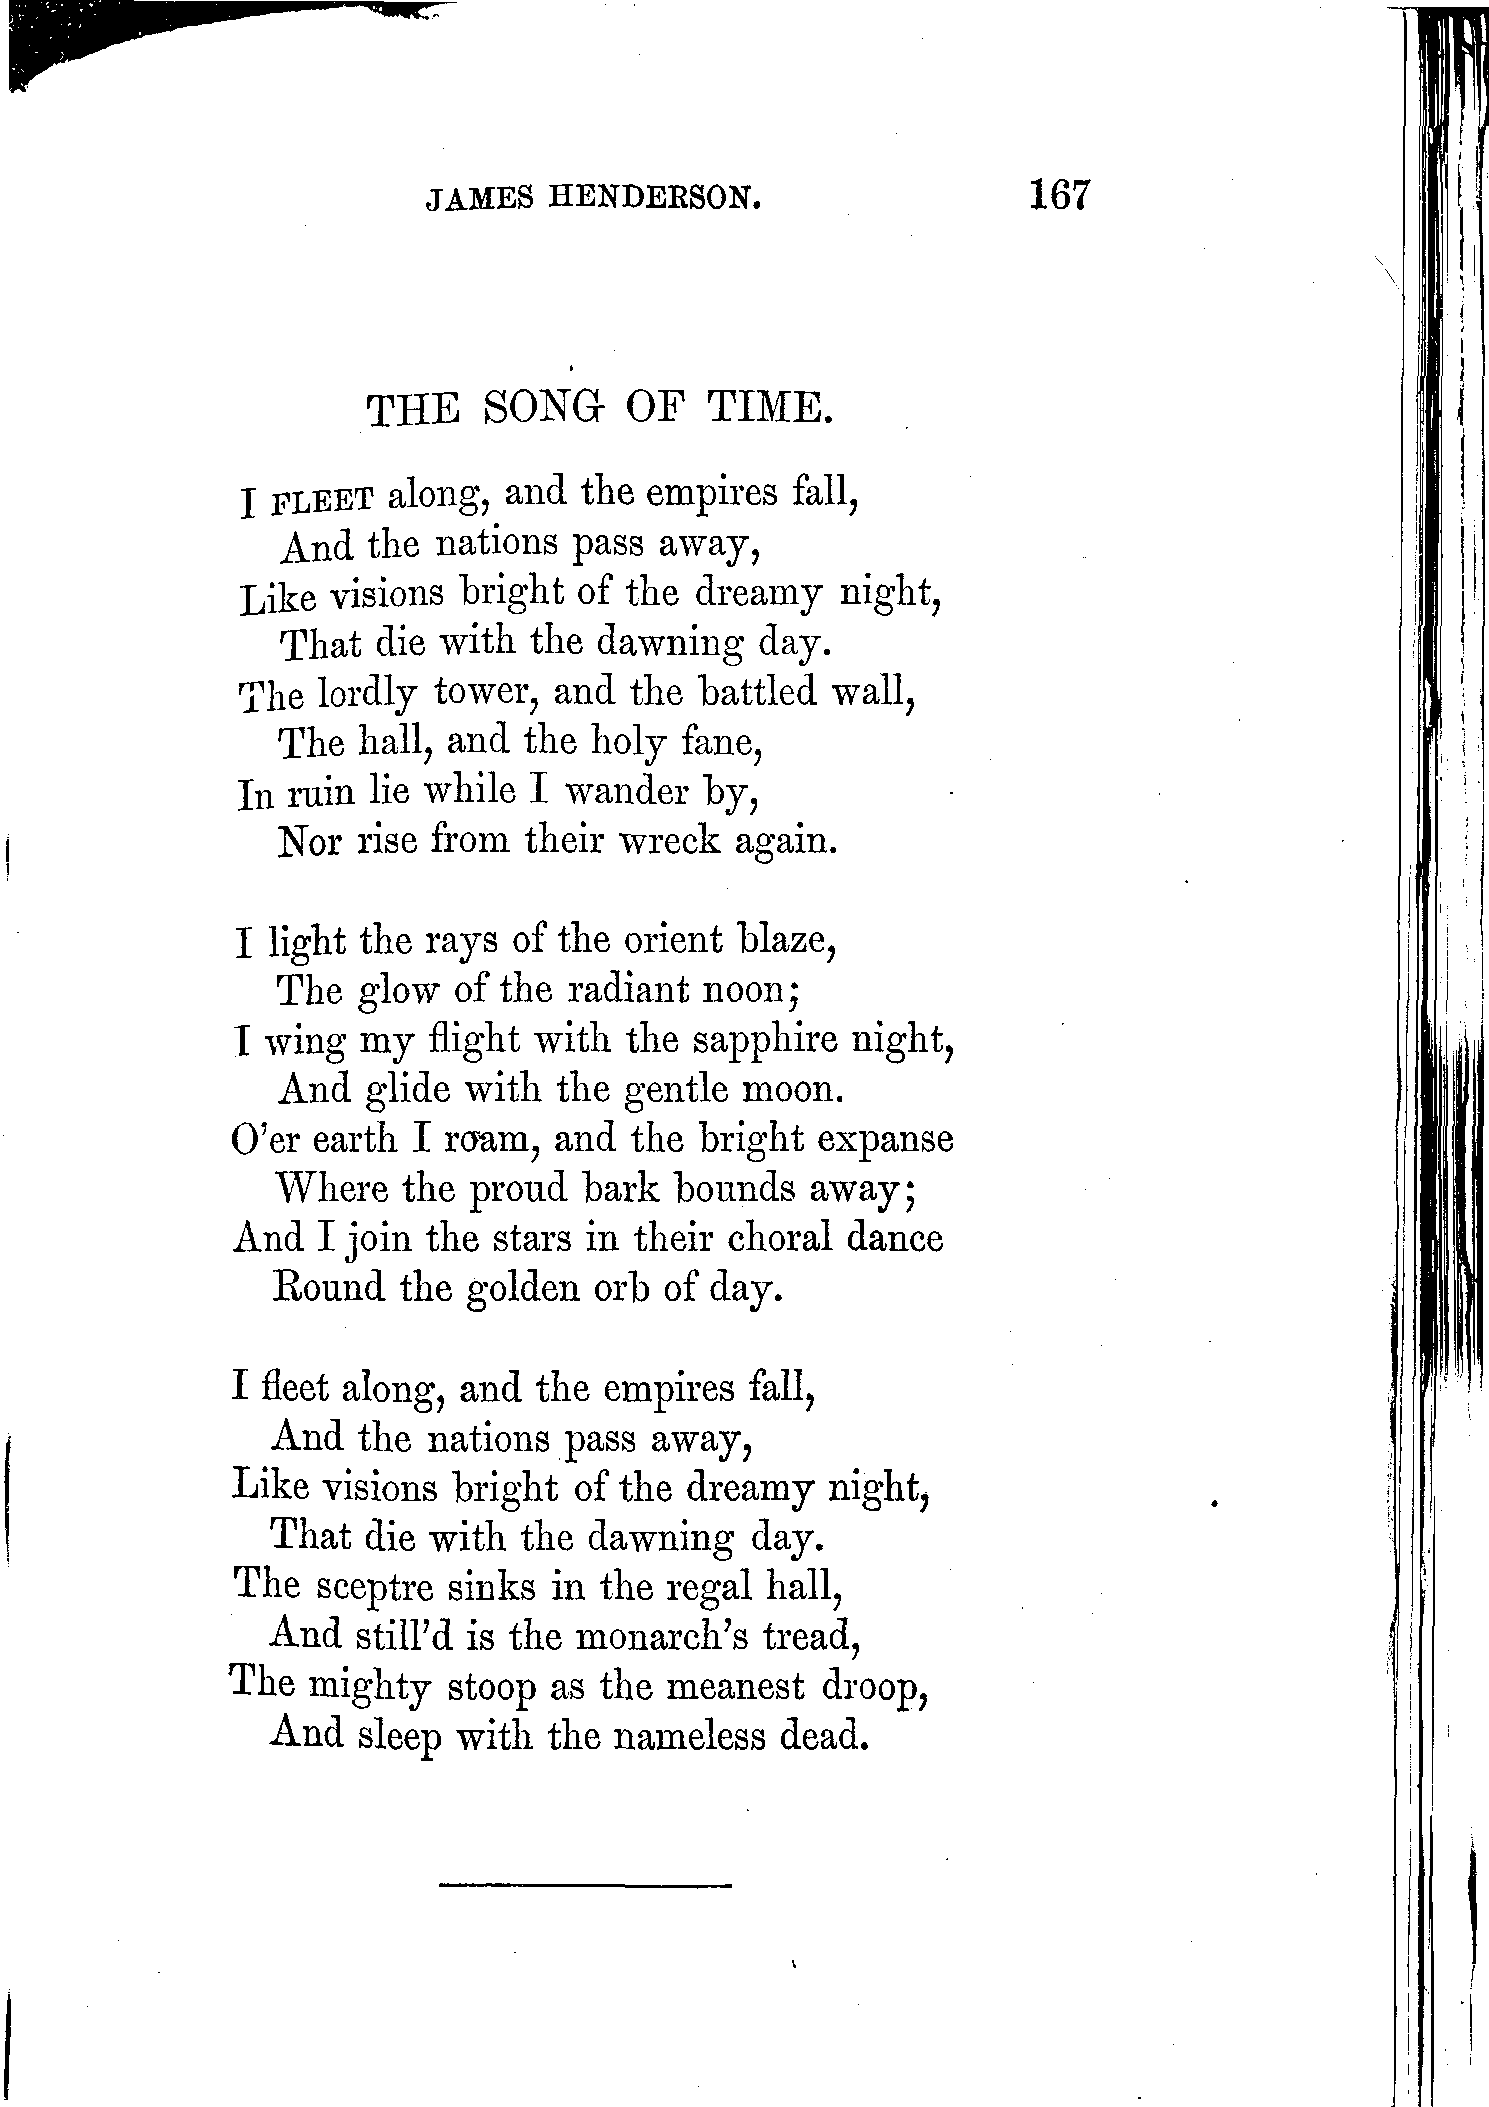 JAMES HENDERSON. 167
THE SONG OF TIME.
I FLEET along, and the empires fall,
And the nations pass away,
Like visions bright of the dreamy night,
That die with the dawning day.
The lordly tower, and the battled wall,
The hall, and the holy fane,
In ruin lie while I wander by,
Nor rise from their wreck again.
I light the rays of the orient blaze,
The glow of the radiant noon;
I wing my flight with the sapphire night,
And glide with the gentle moon.
O'er earth I roam, and the bright expanse
Where the proud bark bounds away;
And I join the stars in their choral dance
Round the golden orb of day.
I fleet along, and the empires fall,
And the nations pass away,
Like visions bright of the dreamy night,
That die with the dawning day.
The sceptre sinks in the regal hall,
And still'd is the monarch's tread,
The mighty stoop as the meanest droop,
And sleep with the nameless dead.